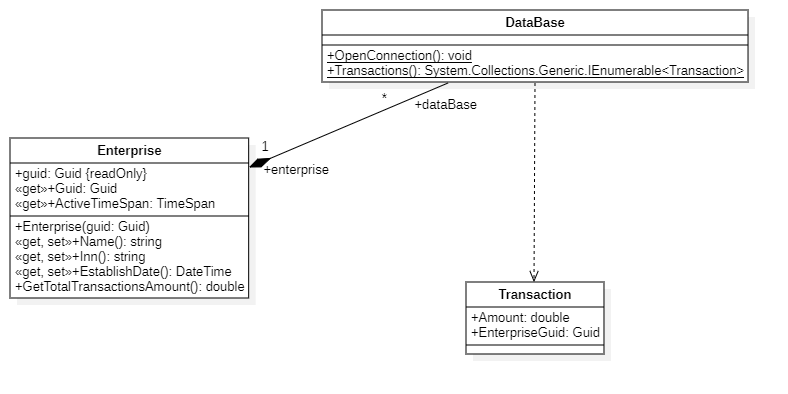 DataBase
+OpenConnection(): void
+Transactions(): System.Collections.Generic.IEnumerable<Transaction>
*
+dataBase
1
+enterprise
Enterprise
+guid: Guid {readOnly}
«get»+Guid: Guid
«get»+ActiveTimeSpan: TimeSpan
+Enterprise(guid: Guid)
«get, set»+Name(): string
«get, set»+Inn(): string
«get, set»+EstablishDate(): DateTime
+GetTotalTransactionsAmount(): double
Transaction
+Amount: double
+EnterpriseGuid: Guid